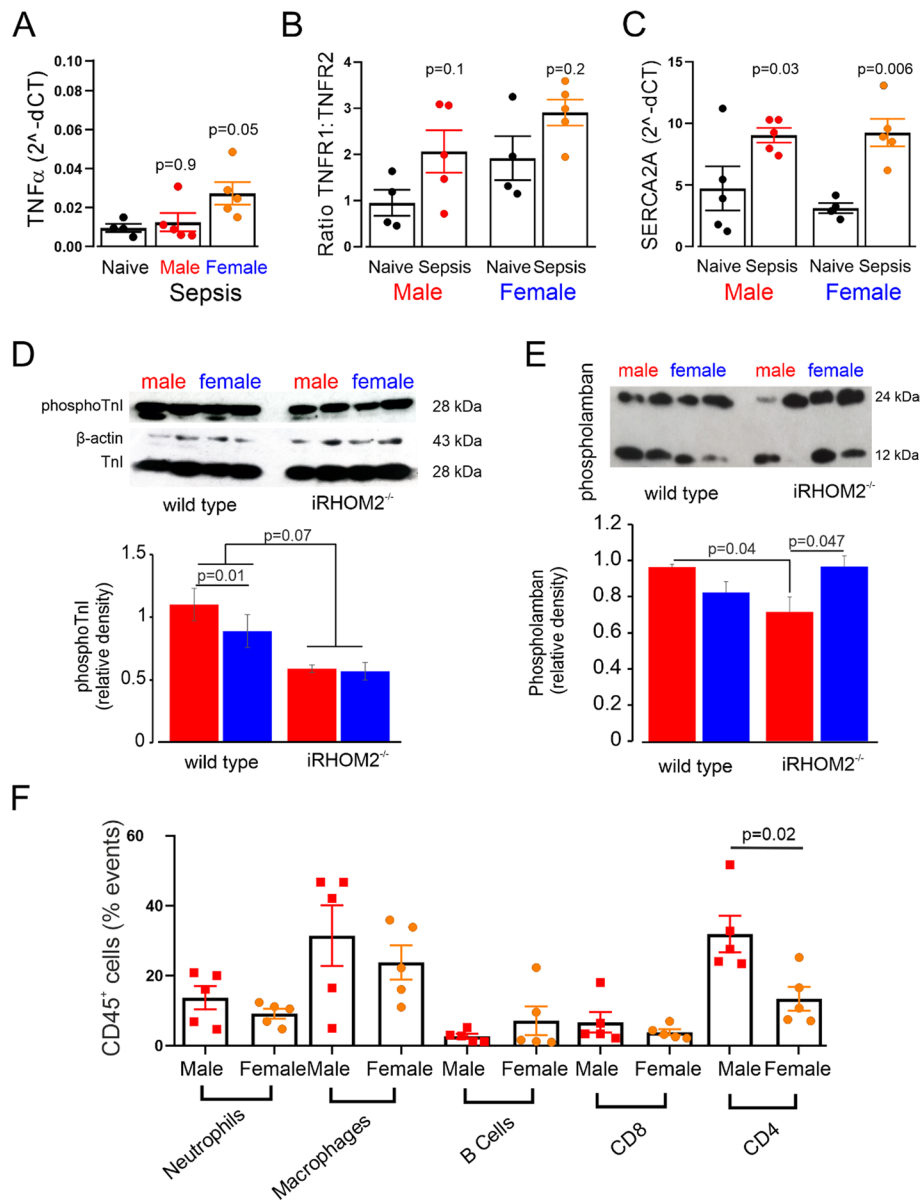 A
TNFα (2^-dCT)
0.10
0.08
0.06
0.04
0.02
0.00
p=0.9
p=0.05
Naive
Male
Female
Sepsis
B
Ratio TNFR1:TNFR2
4
3
2
1
0
p=0.1
p=0.2
Naive Sepsis
Naive Sepsis
Male
Female
C
SERCA2A (2^-dCT)
15
10
5
0
p=0.03
p=0.006
Naive Sepsis
Naive Sepsis
Male
Female
D
male female male female
phosphoTnI 28 kDa
β-actin 43 kDa
TnI 28 kDa
wild type iRHOM2-/-
phosphoTnI
(relative density)
1.5
1
0.5
0
p=0.07
p=0.01
wild type iRHOM2-/-
E
phospholamban
male female male female
24 kDa
12 kDa
wild type iRHOM2-/-
Phospholamban
(relative density)
1.2
1
0.8
0.6
0.4
0.2
0
p=0.04
p=0.047
wild type iRHOM2-/-
F
CD45+ cells (% events)
60
40
20
0
p=0.02
Male Female Male Female Male Female Male Female Male Female
Neutrophils
Macrophages
B Cells
CD8
CD4